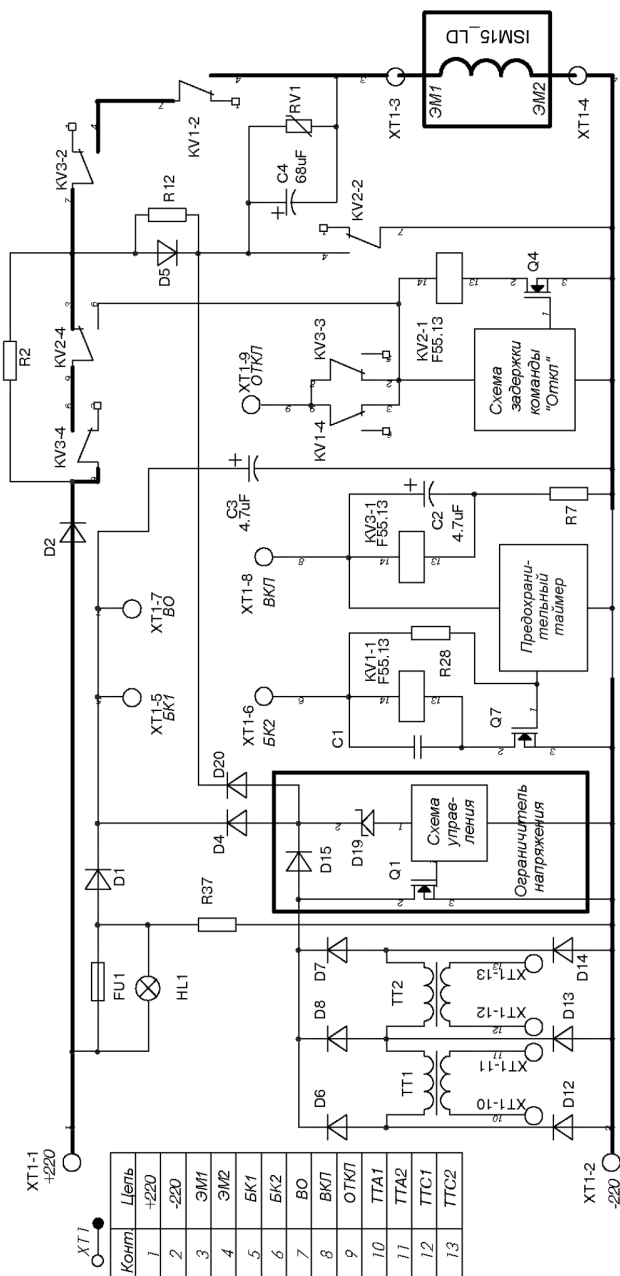 ISM15_LD
ЭМ1
ЭМ2
XT1-3
XT1-4
KV1-2
RV1
C4
68uF
KV3-2
KV2-2
R12
D5
R2
KV2-4
KV3-4
D2
KV2-1
F55.13
Q4
KV3-3
KV1-4
XT1-9
ОТКЛ
Схема
задержки
команды
"Откл"
C3
4.7uF
KV3-1
F55.13
C2
4.7uF
R7
XT1-8
ВКЛ
Предохрани-
тельный
таймер
XT1-7
ВО
XT1-5
БК1
XT1-6
БК2
KV1-1
F55.13
R28
C1
Q7
D20
D4
D15
D19
Q1
Схема
управ-
ления
Ограничитель
напряжения
D1
R37
FU1
HL1
D7
D8
D6
TT2
TT1
XT1-13
XT1-12
XT1-11
XT1-10
D14
D13
D12
XT1-1
+220
XT1-2
-220
XT1
Конт. Цепь
1 +220
2 -220
3 ЭМ1
4 ЭМ2
5 БК1
6 БК2
7 ВО
8 ВКЛ
9 ОТКЛ
10 ТТА1
11 ТТА2
12 ТТС1
13 ТТС2